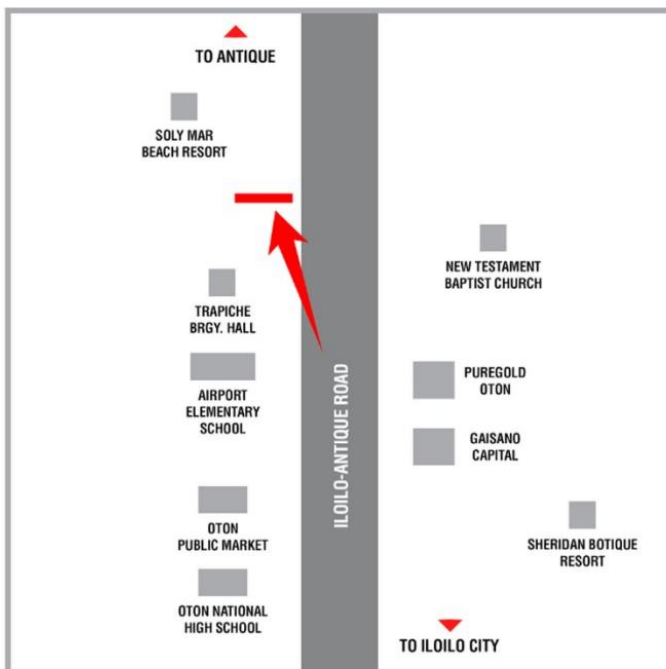 TO ANTIQUE
SOLY MAR
BEACH RESORT
NEW TESTAMENT
BAPTIST CHURCH
TRAPICHE
BRGY. HALL
ILOILO-ANTIQUE ROAD
PUREGOLD
OTON
AIRPORT
ELEMENTARY
SCHOOL
GAISANO
CAPITAL
OTON
PUBLIC MARKET
SHERIDAN BOTIQUE
RESORT
OTON NATIONAL
HIGH SCHOOL
TO ILOILO CITY